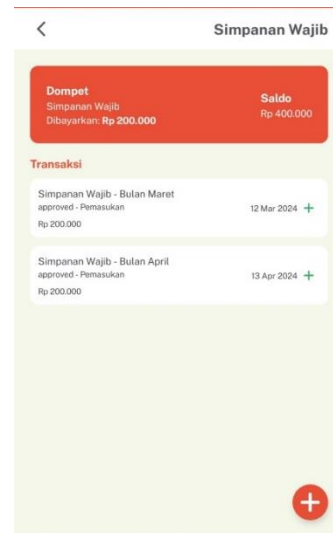 Simpanan Wajib
Dompet
Simpanan Wajib
Dibayarkan: Rp 200.000
Saldo
Rp 400.000
Transaksi
Simpanan Wajib - Bulan Maret
approved - Pemasukan
Rp 200.000
12 Mar 2024 +
Simpanan Wajib - Bulan April
approved - Pemasukan
Rp 200.000
13 Apr 2024 +